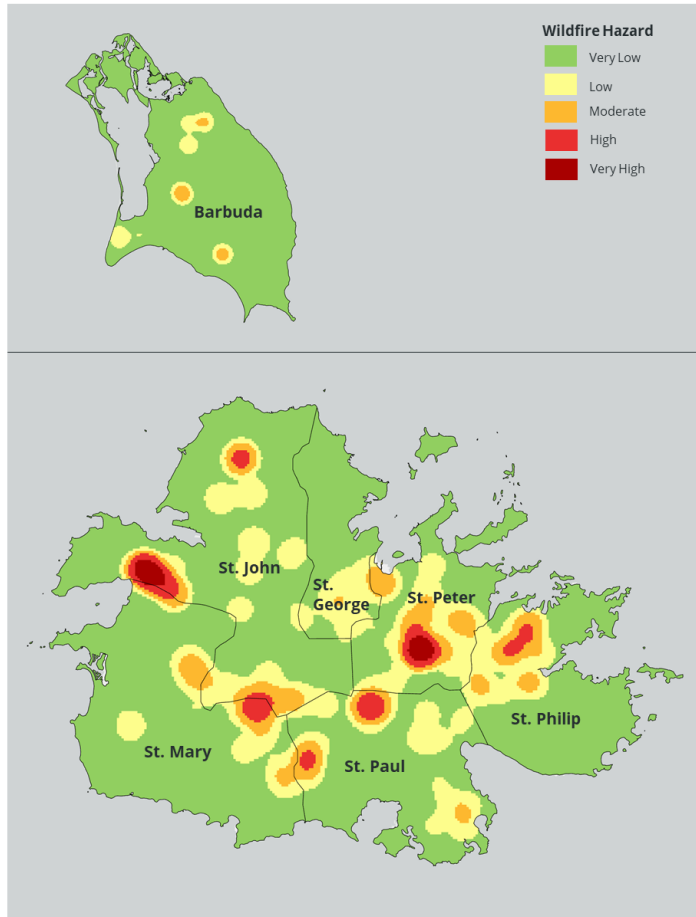 Wildfire Hazard
Very Low
Low
Moderate
High
Very High
Barbuda
St. John
St.
George
St. Peter
St. Philip
St. Mary
St. Paul